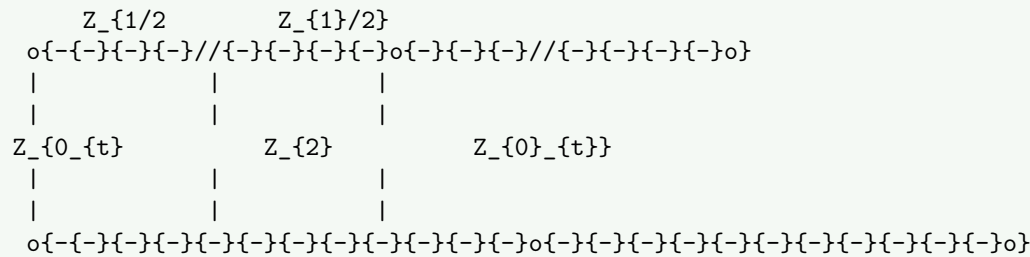 Z_{1/2          Z_{1}/2}
o{-{-}{-}{-}//{-}{-}{-}{-}o{-}{-}{-}//{-}{-}{-}{-}o}
|             |            |
|             |            |
Z_{0_{t}            Z_{2}            Z_{0}_{t}}
|             |            |
|             |            |
o{-{-}{-}{-}{-}{-}{-}{-}{-}{-}{-}{-}o{-}{-}{-}{-}{-}{-}{-}{-}{-}{-}{-}o}